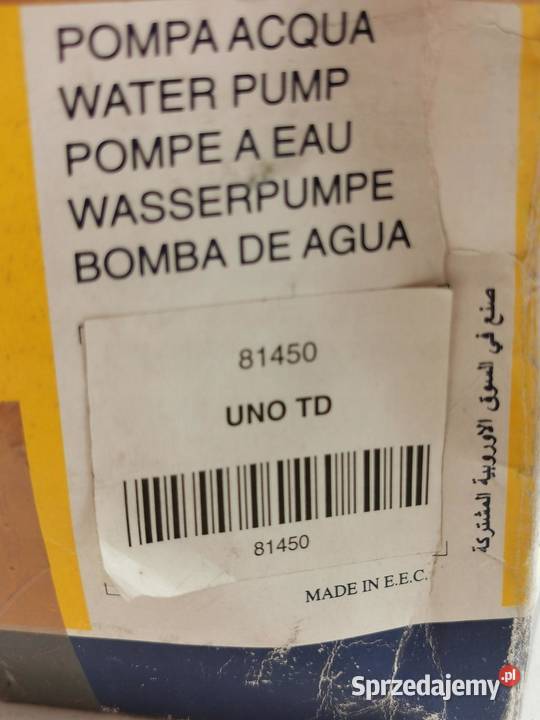 POMPA ACQUA
WATER PUMP
POMPE A EAU
WASSERPUMPE
BOMBA DE AGUA
81450
UNO TD
81450
MADE IN E.E.C.
صنع في السوق الاوروبية المشتركة
Sprzedajemy.pl